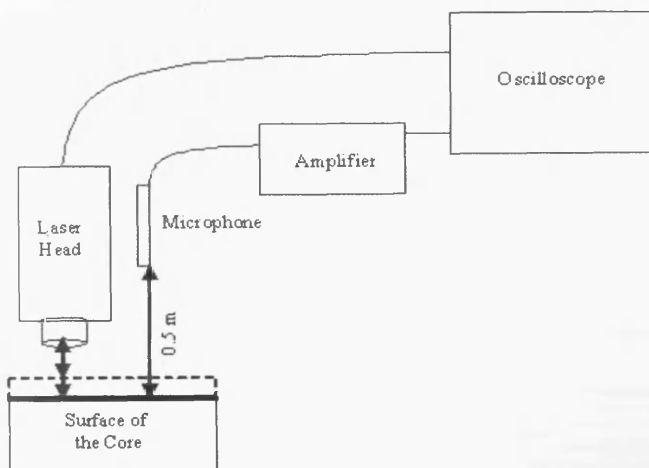 Oscilloscope
Amplifier
Laser
Head
Microphone
0.5 m
Surface of
the Core